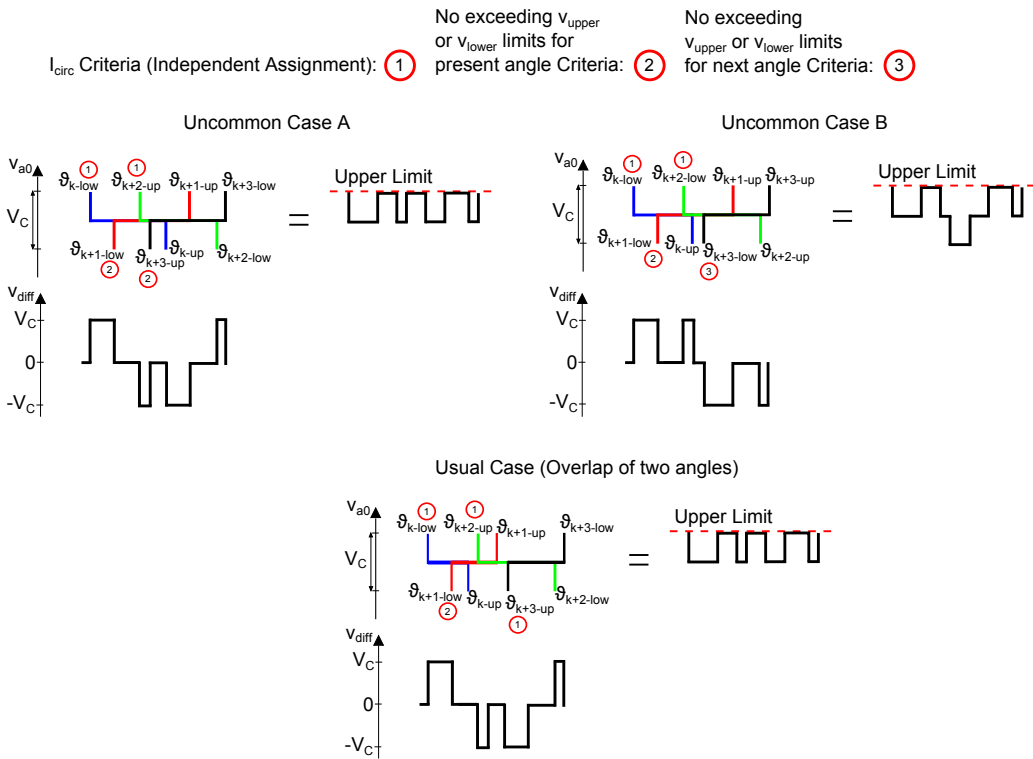 No exceeding v_upper
or v_lower limits for
present angle Criteria: ②
No exceeding
v_upper or v_lower limits
for next angle Criteria: ③
I_circ Criteria (Independent Assignment): ①
Uncommon Case A
v_a0
ϑ_k-low ①
ϑ_k+2-up ①
ϑ_k+1-up
ϑ_k+3-low
V_C
ϑ_k+1-low ②
ϑ_k+3-up ②
ϑ_k-up
ϑ_k+2-low
=
Upper Limit
v_diff
V_C
0
-V_C
Uncommon Case B
v_a0
ϑ_k-low ①
ϑ_k+2-low ①
ϑ_k+1-up
ϑ_k+3-up
V_C
ϑ_k+1-low ②
ϑ_k-up
ϑ_k+3-low ③
ϑ_k+2-up
=
Upper Limit
v_diff
V_C
0
-V_C
Usual Case (Overlap of two angles)
v_a0
ϑ_k-low ①
ϑ_k+2-up ①
ϑ_k+1-up
ϑ_k+3-low
V_C
ϑ_k+1-low ②
ϑ_k-up
ϑ_k+3-up ①
ϑ_k+2-low
=
Upper Limit
v_diff
V_C
0
-V_C